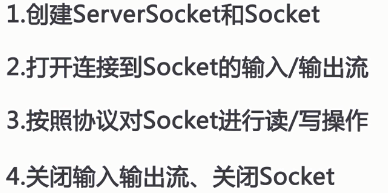 1.创建ServerSocket和Socket
2.打开连接到Socket的输入/输出流
3.按照协议对Socket进行读/写操作
4.关闭输入输出流、关闭Socket